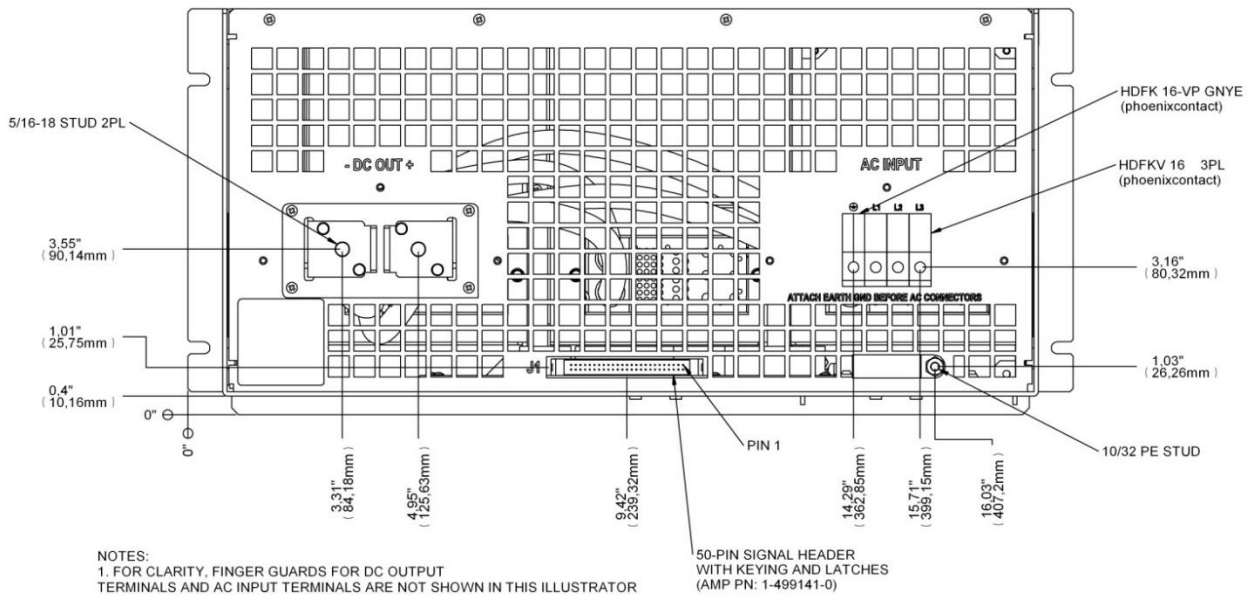 5/16-18 STUD 2PL
- DC OUT +
AC INPUT
HDFK 16-VP GNYE
(phoenixcontact)
HDFKV 16 3PL
(phoenixcontact)
L1 L2 L3
3,55"
(90,14mm)
3,16"
(80,32mm)
ATTACH EARTH GND BEFORE AC CONNECTORS
1,01"
(25,75mm)
J1
1,03"
(26,26mm)
0,4"
(10,16mm)
0"
0"
PIN 1
10/32 PE STUD
3,31"
(84,18mm)
4,95"
(125,63mm)
9,42"
(239,32mm)
14,29"
(362,85mm)
15,71"
(399,15mm)
16,03"
(407,2mm)
50-PIN SIGNAL HEADER
WITH KEYING AND LATCHES
(AMP PN: 1-499141-0)
NOTES:
1. FOR CLARITY, FINGER GUARDS FOR DC OUTPUT
TERMINALS AND AC INPUT TERMINALS ARE NOT SHOWN IN THIS ILLUSTRATOR